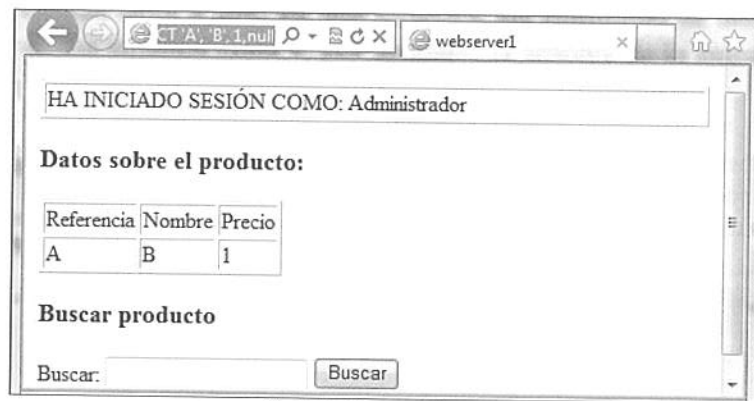 CT 'A', 'B', 1,null
webserver1
HA INICIADO SESIÓN COMO: Administrador
Datos sobre el producto:
Referencia Nombre Precio
A B 1
Buscar producto
Buscar: Buscar